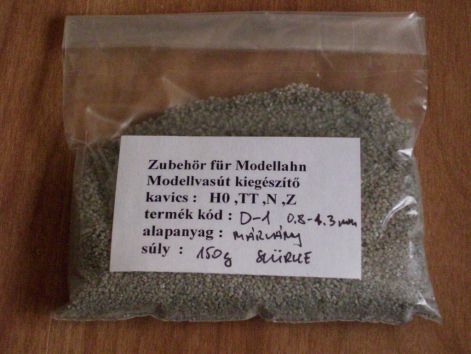 Zubehör für Modellahn
Modellvasút kiegészítő
kavics : H0 ,TT ,N ,Z
termék kód : D-1 0.8-1.3 mm
alapanyag : MÁRVÁNY
súly : 150g SZÜRKE